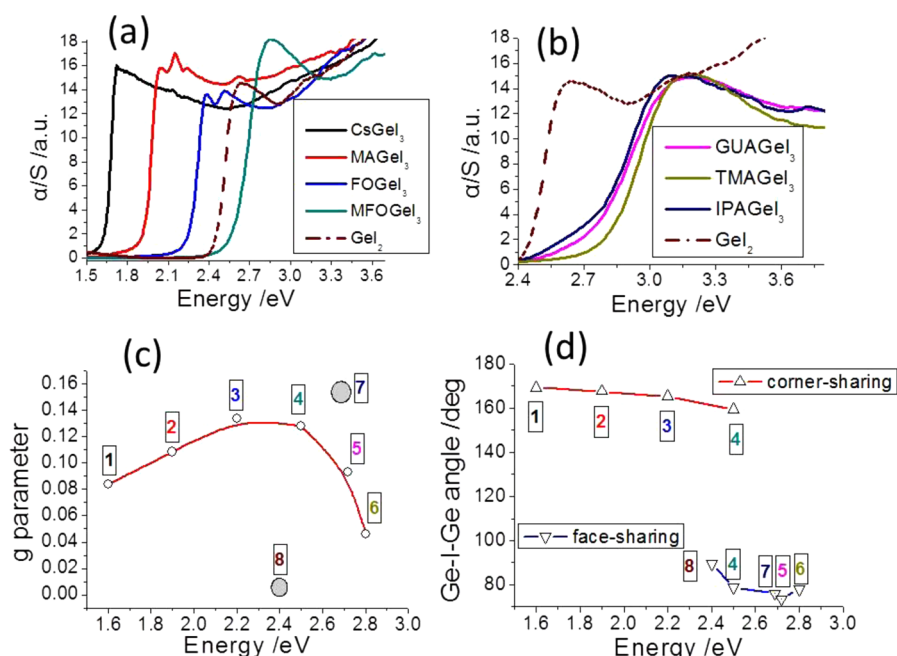 (a)
α/S /a.u.
18
16
14
12
10
8
6
4
2
0
CsGeI3
MAGeI3
FOGeI3
MFOGeI3
GeI2
1.5 1.8 2.1 2.4 2.7 3.0 3.3 3.6
Energy /eV
(b)
α/S /a.u.
18
16
14
12
10
8
6
4
2
0
GUAGeI3
TMAGeI3
IPAGeI3
GeI2
2.4 2.7 3.0 3.3 3.6
Energy /eV
(c)
g parameter
0.16
0.14
0.12
0.10
0.08
0.06
0.04
0.02
0.00
1
2
3
4
7
5
6
8
1.6 1.8 2.0 2.2 2.4 2.6 2.8 3.0
Energy /eV
(d)
Ge-I-Ge angle /deg
180
160
140
120
100
80
corner-sharing
1
2
3
4
face-sharing
8
4
7
5
6
1.6 1.8 2.0 2.2 2.4 2.6 2.8 3.0
Energy /eV